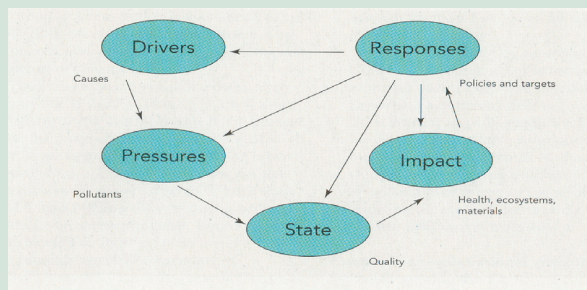 Drivers
Responses
Causes
Policies and targets
Pressures
Impact
Pollutants
Health, ecosystems,
materials
State
Quality